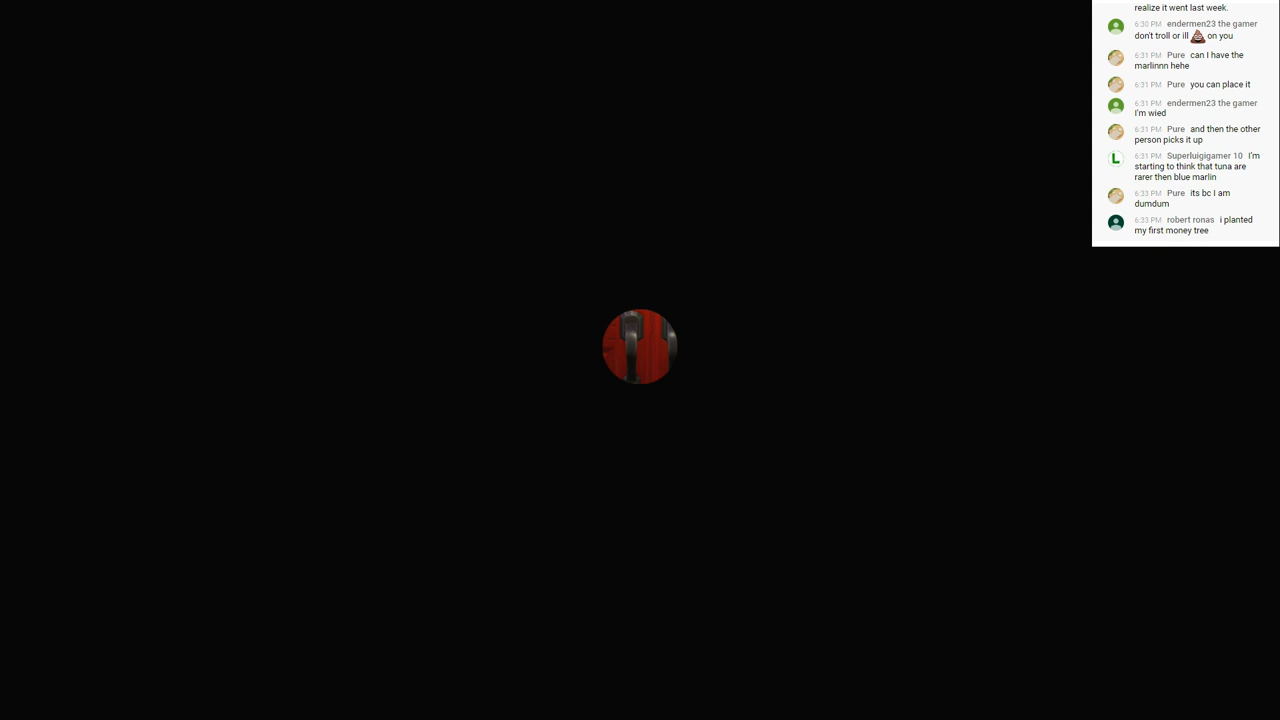 realize it went last week.
6:30 PM endermen23 the gamer
don't troll or ill 💩 on you
6:31 PM Pure can I have the
marlinnn hehe
6:31 PM Pure you can place it
6:31 PM endermen23 the gamer
I'm wied
6:31 PM Pure and then the other
person picks it up
L
6:31 PM Superluigigamer 10 I'm
starting to think that tuna are
rarer then blue marlin
6:33 PM Pure its bc I am
dumdum
6:33 PM robert ronas i planted
my first money tree